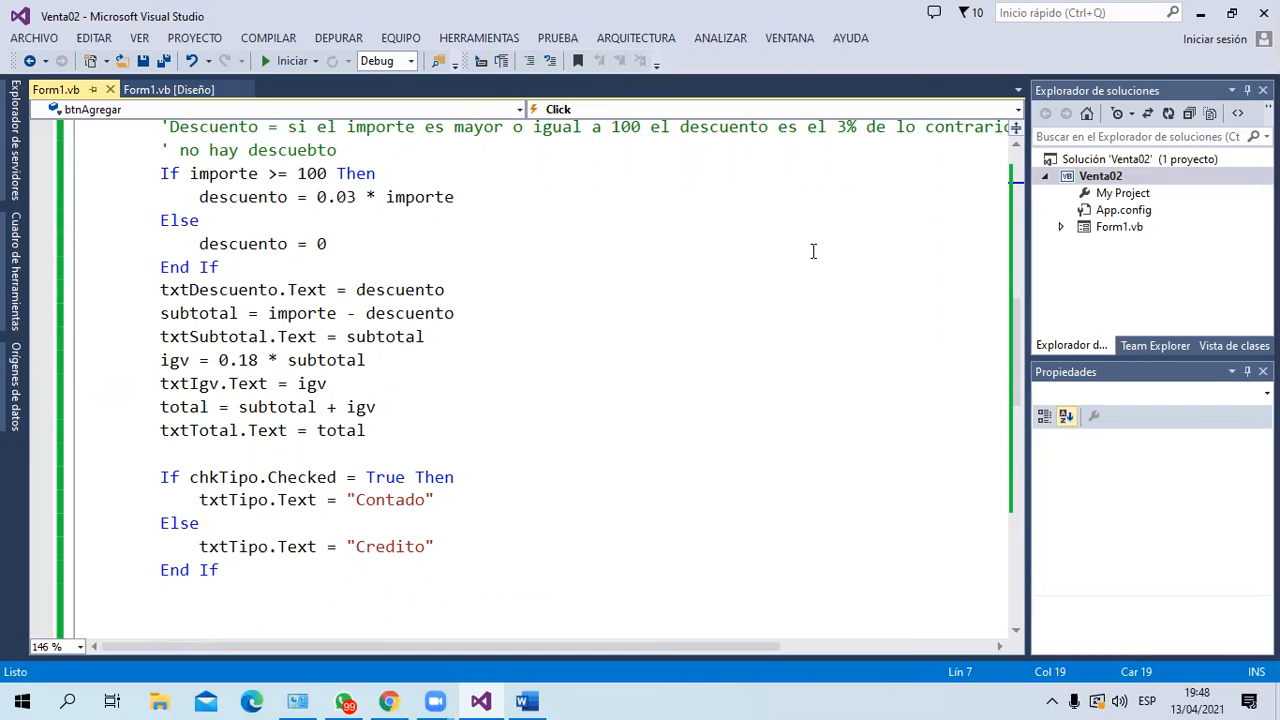 Venta02 - Microsoft Visual Studio
10
Inicio rápido (Ctrl+Q)
ARCHIVO EDITAR VER PROYECTO COMPILAR DEPURAR EQUIPO HERRAMIENTAS PRUEBA ARQUITECTURA ANALIZAR VENTANA AYUDA
Iniciar sesión
Iniciar Debug
Form1.vb Form1.vb [Diseño]
btnAgregar Click
Explorador de servidores
Cuadro de herramientas
Orígenes de datos
'Descuento = si el importe es mayor o igual a 100 el descuento es el 3% de lo contrario
' no hay descuebto
If importe >= 100 Then
descuento = 0.03 * importe
Else
descuento = 0
End If
txtDescuento.Text = descuento
subtotal = importe - descuento
txtSubtotal.Text = subtotal
igv = 0.18 * subtotal
txtIgv.Text = igv
total = subtotal + igv
txtTotal.Text = total
If chkTipo.Checked = True Then
txtTipo.Text = "Contado"
Else
txtTipo.Text = "Credito"
End If
146 %
Explorador de soluciones
Buscar en el Explorador de soluciones (Ct
Solución 'Venta02' (1 proyecto)
VB Venta02
My Project
App.config
Form1.vb
Explorador d... Team Explorer Vista de clases
Propiedades
Listo Lín 7 Col 19 Car 19 INS
99
ESP
19:48
13/04/2021